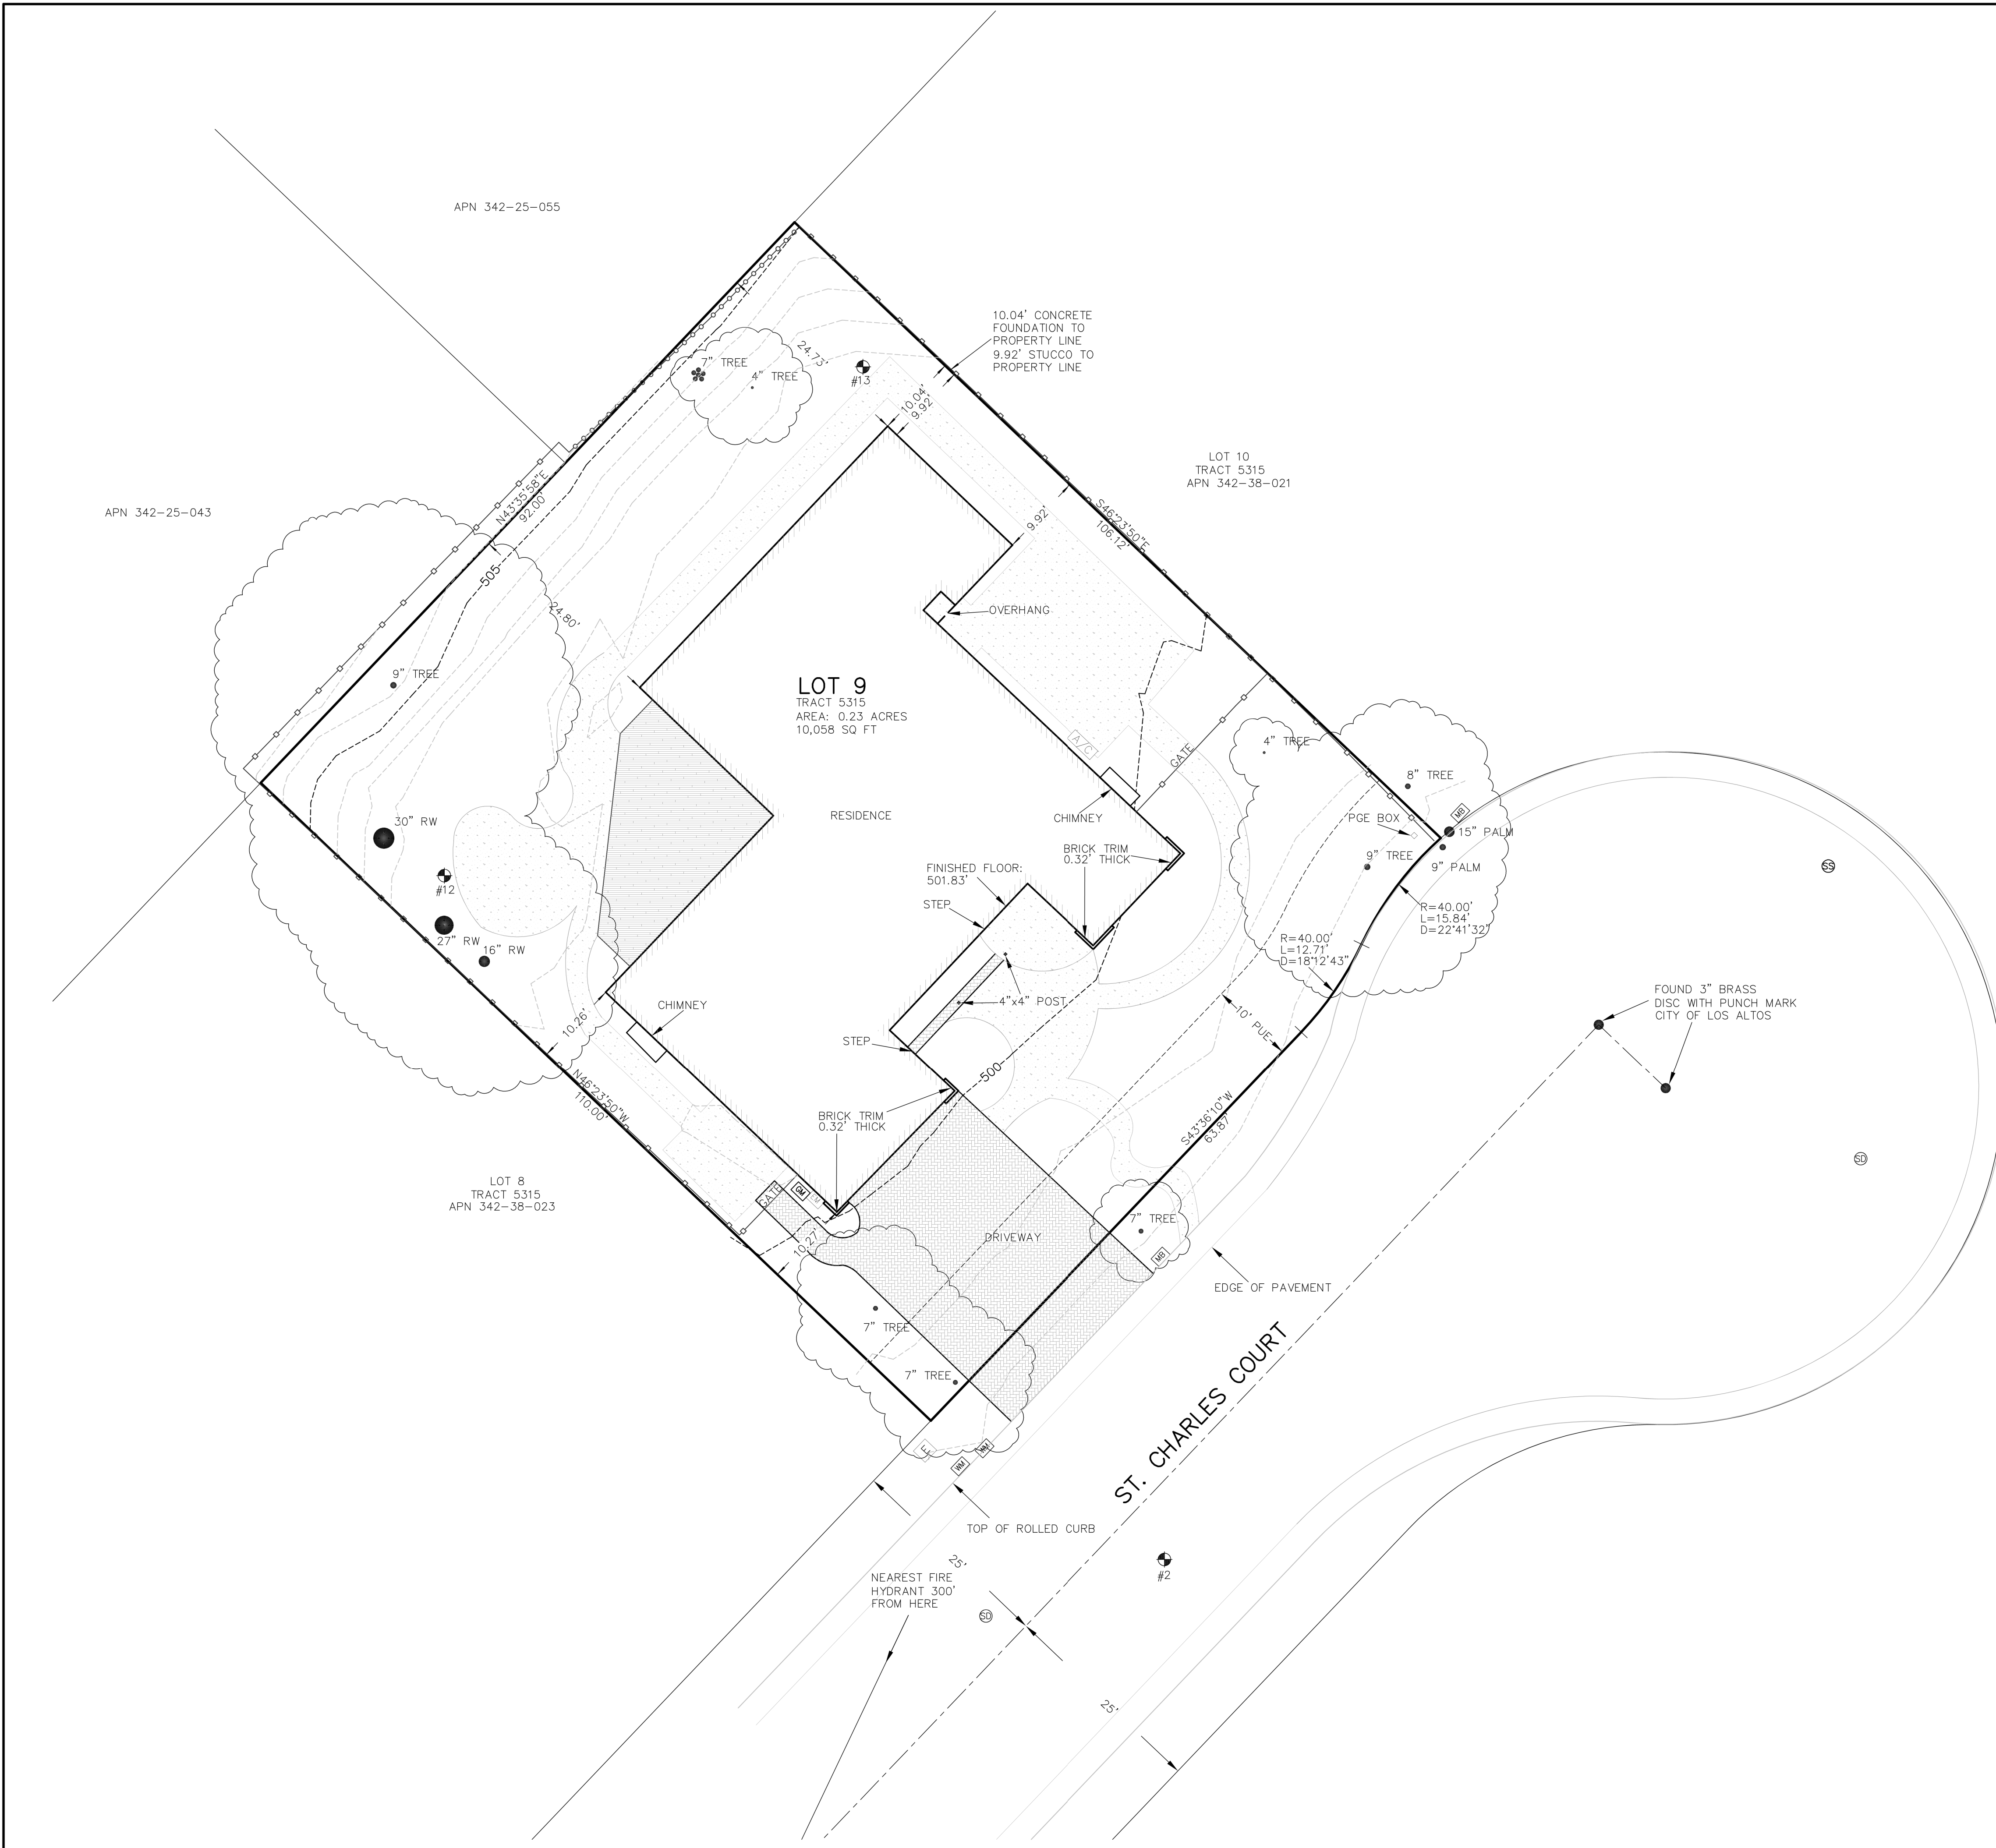 APN 342-25-055
10.04' CONCRETE
FOUNDATION TO
PROPERTY LINE
9.92' STUCCO TO
PROPERTY LINE
7" TREE
4" TREE
24.73'
#13
10.04'
9.92'
LOT 10
TRACT 5315
APN 342-38-021
APN 342-25-043
N43°35'58"E
92.00'
S46°23'50"E
106.12'
9.92'
505
24.80'
OVERHANG
9" TREE
LOT 9
TRACT 5315
AREA: 0.23 ACRES
10,058 SQ FT
A/C
GATE
4" TREE
8" TREE
MB
PGE BOX
15" PALM
9" TREE
9" PALM
30" RW
#12
27" RW
16" RW
RESIDENCE
CHIMNEY
BRICK TRIM
0.32' THICK
FINISHED FLOOR:
501.83'
STEP
SS
R=40.00'
L=15.84'
D=22°41'32"
R=40.00'
L=12.71'
D=18°12'43"
CHIMNEY
10.26'
4"x4" POST
STEP
10' PUE
FOUND 3" BRASS
DISC WITH PUNCH MARK
CITY OF LOS ALTOS
500
N46°23'50"W
110.00'
BRICK TRIM
0.32' THICK
S43°36'10"W
63.87'
SD
LOT 8
TRACT 5315
APN 342-38-023
GATE
GM
10.27'
DRIVEWAY
7" TREE
MB
EDGE OF PAVEMENT
7" TREE
7" TREE
ST. CHARLES COURT
WM
WM
TOP OF ROLLED CURB
25'
NEAREST FIRE
HYDRANT 300'
FROM HERE
#2
SD
25'